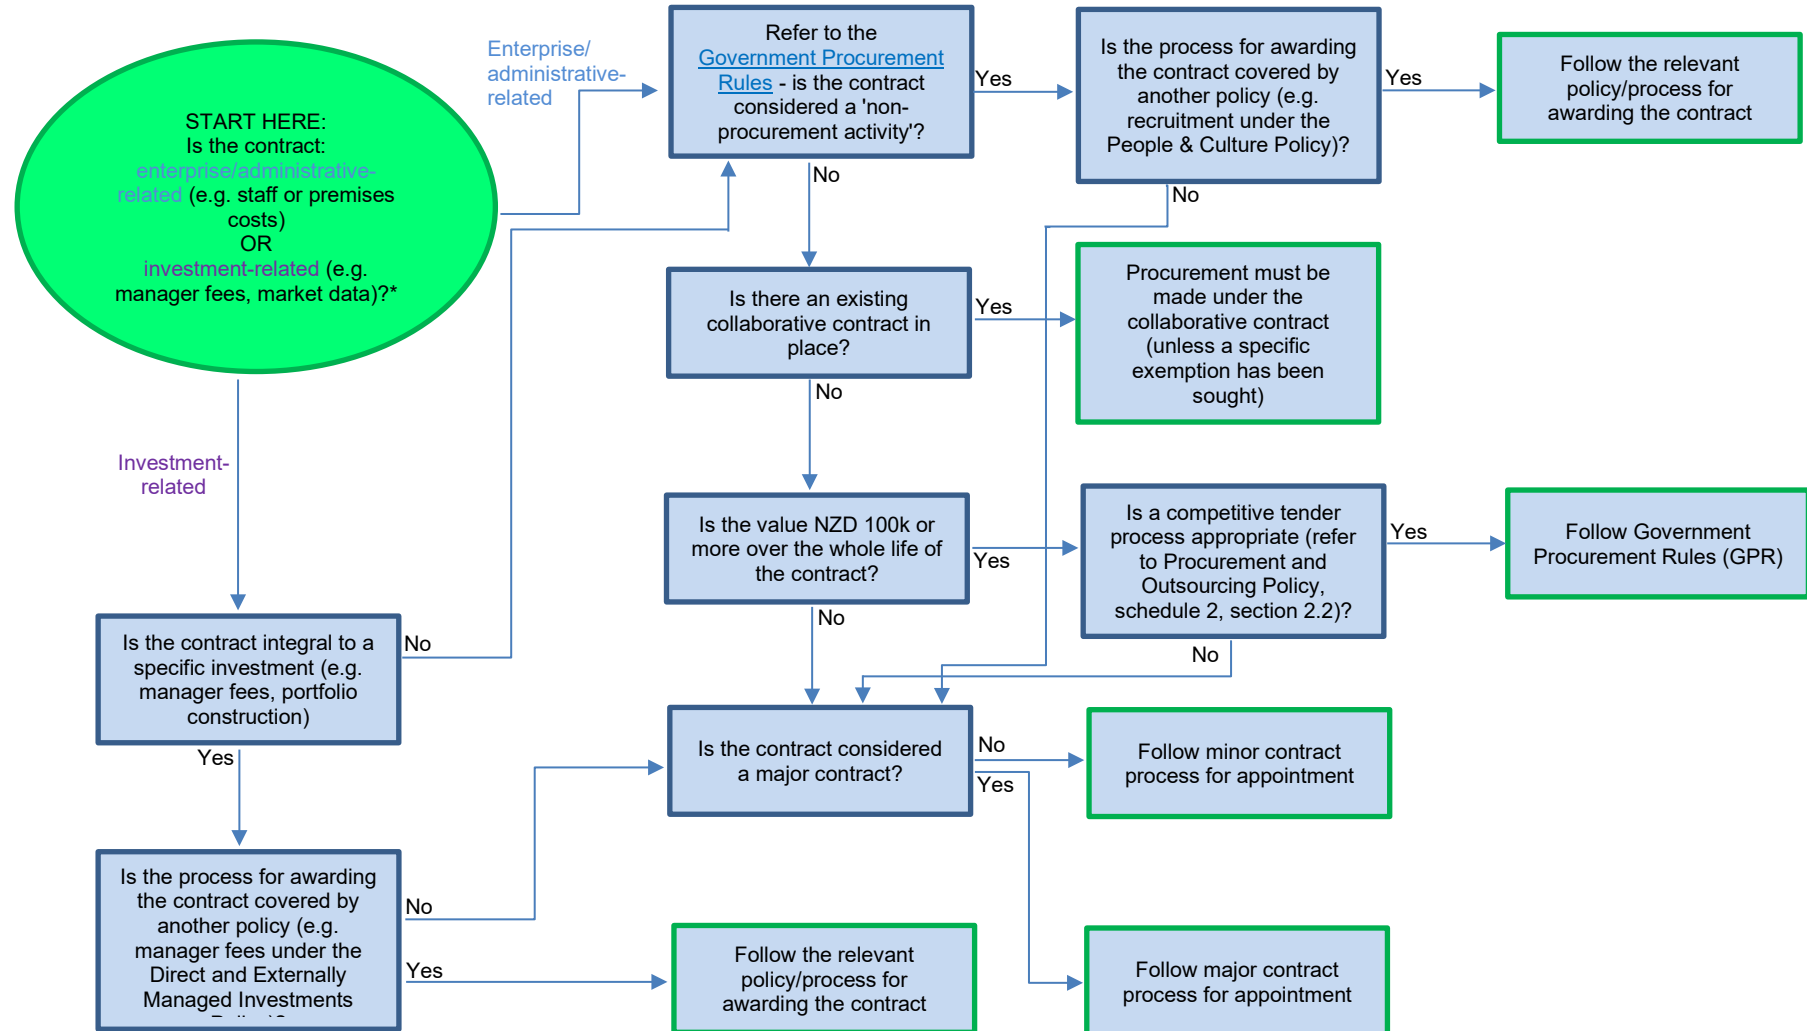 START HERE:
Is the contract:
enterprise/administrative-
related (e.g. staff or premises
costs)
OR
investment-related (e.g.
manager fees, market data)?*
Enterprise/
administrative-
related
Refer to the
Government Procurement
Rules - is the contract
considered a 'non-
procurement activity'?
Yes
Is the process for awarding
the contract covered by
another policy (e.g.
recruitment under the
People & Culture Policy)?
Yes
Follow the relevant
policy/process for
awarding the contract
No
No
Is there an existing
collaborative contract in
place?
Yes
Procurement must be
made under the
collaborative contract
(unless a specific
exemption has been
sought)
No
Investment-
related
Is the value NZD 100k or
more over the whole life of
the contract?
Yes
Is a competitive tender
process appropriate (refer
to Procurement and
Outsourcing Policy,
schedule 2, section 2.2)?
Yes
Follow Government
Procurement Rules (GPR)
No
No
Is the contract integral to a
specific investment (e.g.
manager fees, portfolio
construction)
No
Yes
Is the contract considered
a major contract?
No
Follow minor contract
process for appointment
Yes
Is the process for awarding
the contract covered by
another policy (e.g.
manager fees under the
Direct and Externally
Managed Investments
No
Yes
Follow the relevant
policy/process for
awarding the contract
Follow major contract
process for appointment